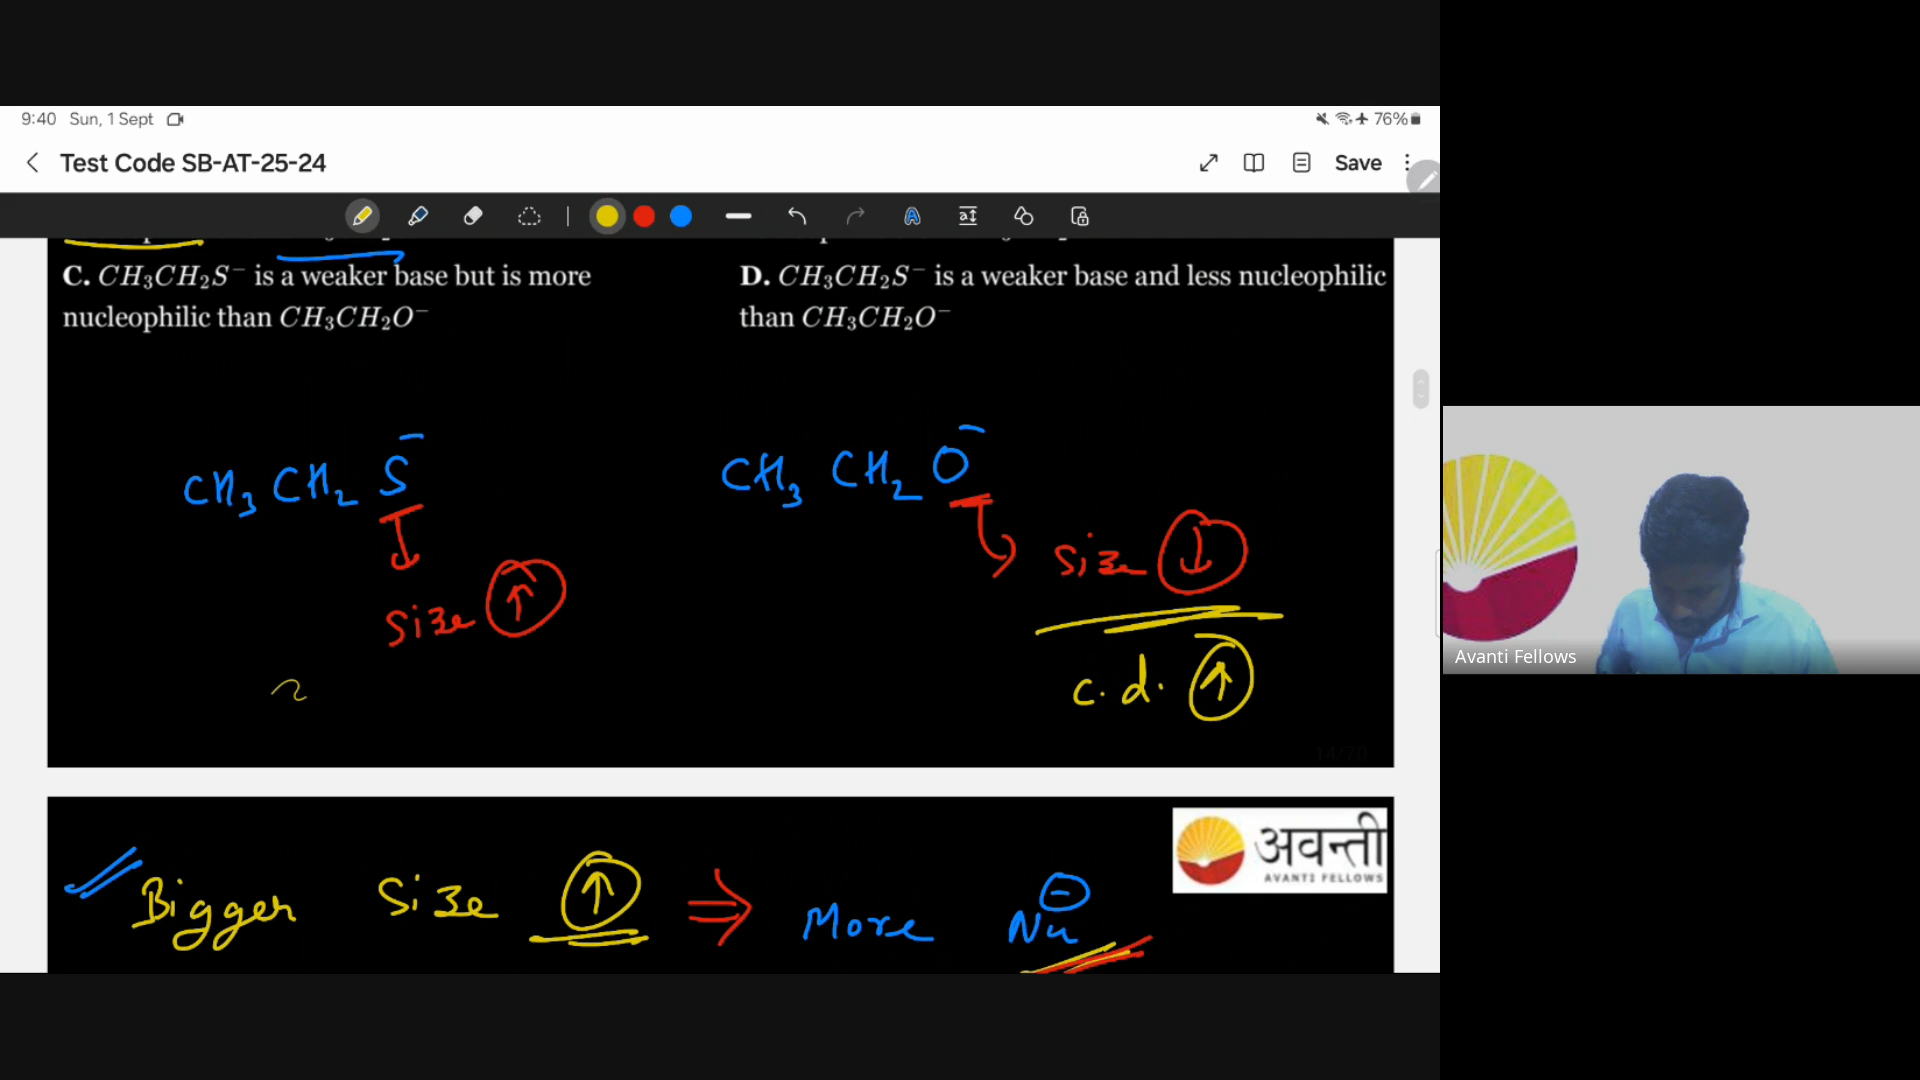 9:40 Sun, 1 Sept 76%
Test Code SB-AT-25-24
Save
C. CH₃CH₂S⁻ is a weaker base but is more
nucleophilic than CH₃CH₂O⁻
D. CH₃CH₂S⁻ is a weaker base and less nucleophilic
than CH₃CH₂O⁻
CH₃ CH₂ S⁻
CH₃ CH₂ O⁻
Size ↑
Size ↓
c.d. ↑
14/70
Bigger Size ↑ ⇒ More Nu⊖
अवन्ती
AVANTI FELLOWS
Avanti Fellows